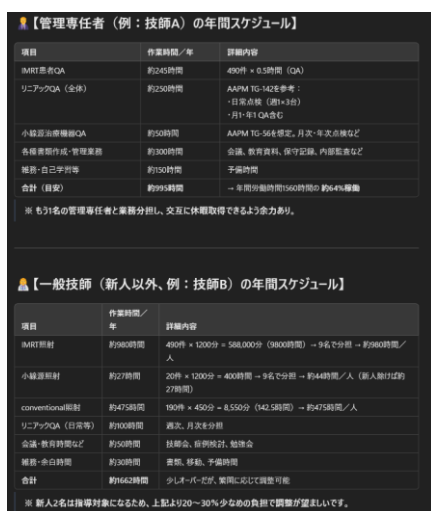 【管理専任者（例：技師A）の年間スケジュール】
項目 作業時間／年 詳細内容
IMRT患者QA 約245時間 490件 × 0.5時間（QA）
リニアックQA（全体） 約250時間 AAPM TG-142を参考：
・日常点検（週1×3台）
・月1・年1 QA含む
小線源治療機器QA 約50時間 AAPM TG-56を想定。月次・年次点検など
各種書類作成・管理業務 約300時間 会議、教育資料、保守記録、内部監査など
雑務・自己学習等 約150時間 予備時間
合計（目安） 約995時間 → 年間労働時間1560時間の 約64%稼働
※ もう1名の管理専任者と業務分担し、交互に休暇取得できるよう余力あり。
【一般技師（新人以外、例：技師B）の年間スケジュール】
作業時間／
項目 年 詳細内容
IMRT照射 約980時間 490件 × 1200分 = 588,000分（9800時間）→ 9名で分担 → 約980時間／
人
小線源照射 約27時間 20件 × 1200分 = 400時間 → 9名で分担 → 約44時間／人（新人除けば約
27時間）
conventional照射 約475時間 190件 × 450分 = 8,550分（142.5時間）→ 約475時間／人
リニアックQA（日常等） 約100時間 週次、月次を分担
会議・教育時間など 約50時間 技師会、症例検討、勉強会
雑務・余白時間 約30時間 書類、移動、予備時間
合計 約1662時間 少しオーバーだが、繁閑に応じて調整可能
※ 新人2名は指導対象になるため、上記より20～30%少なめの負担で調整が望ましいです。